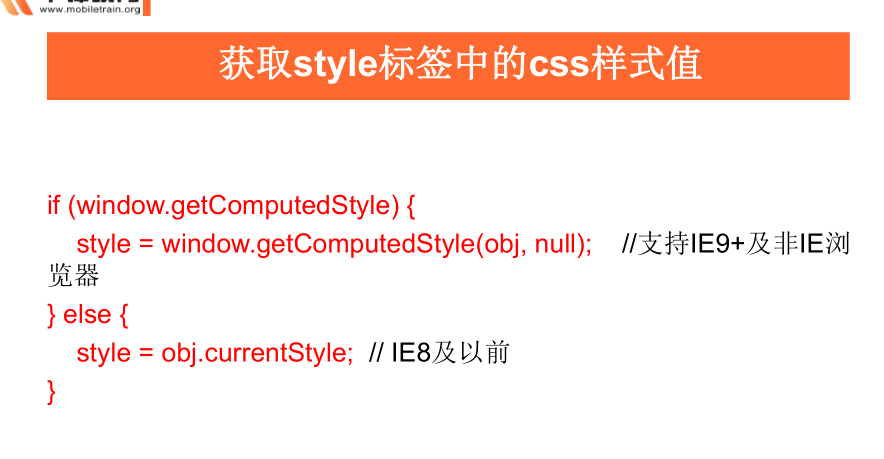 www.mobiletrain.org
获取style标签中的css样式值
if (window.getComputedStyle) {
style = window.getComputedStyle(obj, null); //支持IE9+及非IE浏
览器
} else {
style = obj.currentStyle; // IE8及以前
}